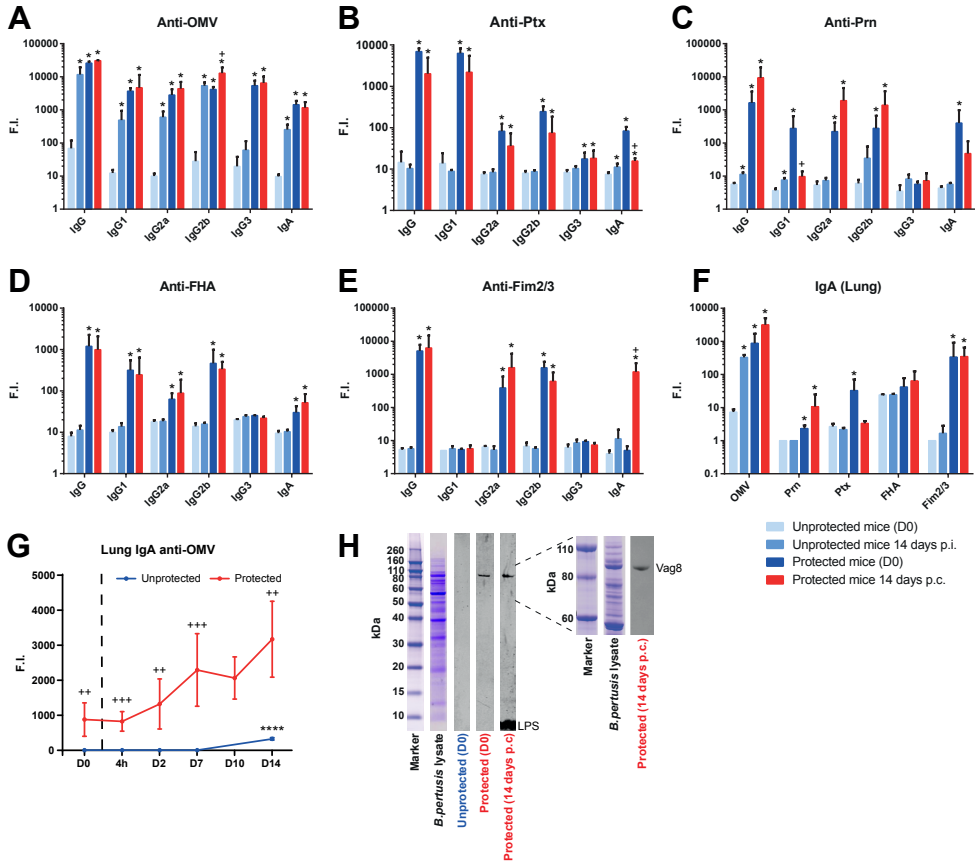 A
Anti-OMV
F.I.
100000
10000
1000
100
10
1
* * *
* * *
* * *
+
*
* *
* * *
IgG IgG1 IgG2a IgG2b IgG3 IgA
B
Anti-Ptx
F.I.
10000
1000
100
10
1
* *
* *
* *
* *
* *
* * +
*
IgG IgG1 IgG2a IgG2b IgG3 IgA
C
Anti-Prn
F.I.
100000
10000
1000
100
10
1
* * *
* * +
*
* *
* *
*
IgG IgG1 IgG2a IgG2b IgG3 IgA
D
Anti-FHA
F.I.
10000
1000
100
10
1
* *
* *
* *
* *
* *
IgG IgG1 IgG2a IgG2b IgG3 IgA
E
Anti-Fim2/3
F.I.
100000
10000
1000
100
10
1
* *
* *
* *
+
*
IgG IgG1 IgG2a IgG2b IgG3 IgA
F
IgA (Lung)
F.I.
10000
1000
100
10
1
0.1
* * *
* *
*
* *
OMV Prn Ptx FHA Fim2/3
Unprotected mice (D0)
Unprotected mice 14 days p.i.
Protected mice (D0)
Protected mice 14 days p.c.
G
Lung IgA anti-OMV
Unprotected Protected
F.I.
5000
4000
3000
2000
1000
0
++ +++ ++ +++ ++
****
D0 4h D2 D7 D10 D14
H
kDa
260
160
110
80
60
50
40
30
20
15
10
LPS
Marker
B.pertusis lysate
Unprotected (D0)
Protected (D0)
Protected (14 days p.c)
kDa
110
80
60
Vag8
Marker
B.pertusis lysate
Protected (14 days p.c.)